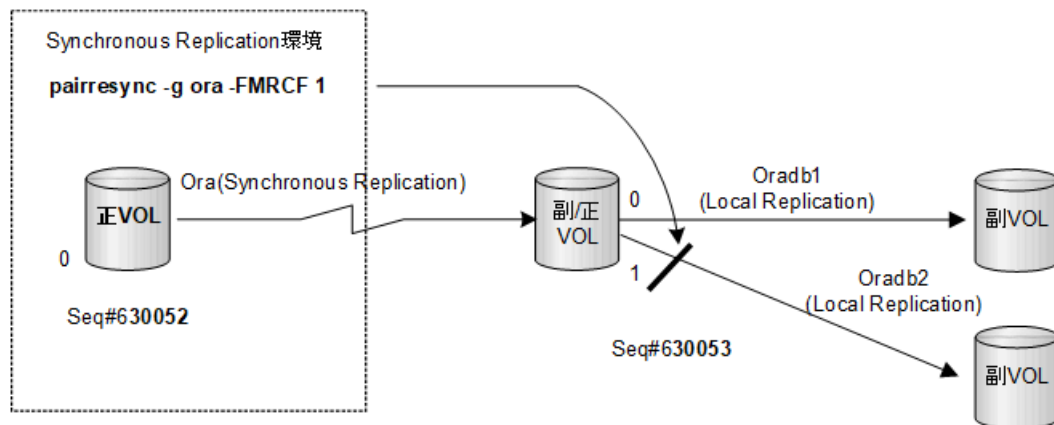 Synchronous Replication環境
pairresync -g ora -FMRCF 1
Ora(Synchronous Replication)
正VOL
0
Seq#630052
副/正
VOL
0
1
Seq#630053
Oradb1
(Local Replication)
副VOL
Oradb2
(Local Replication)
副VOL